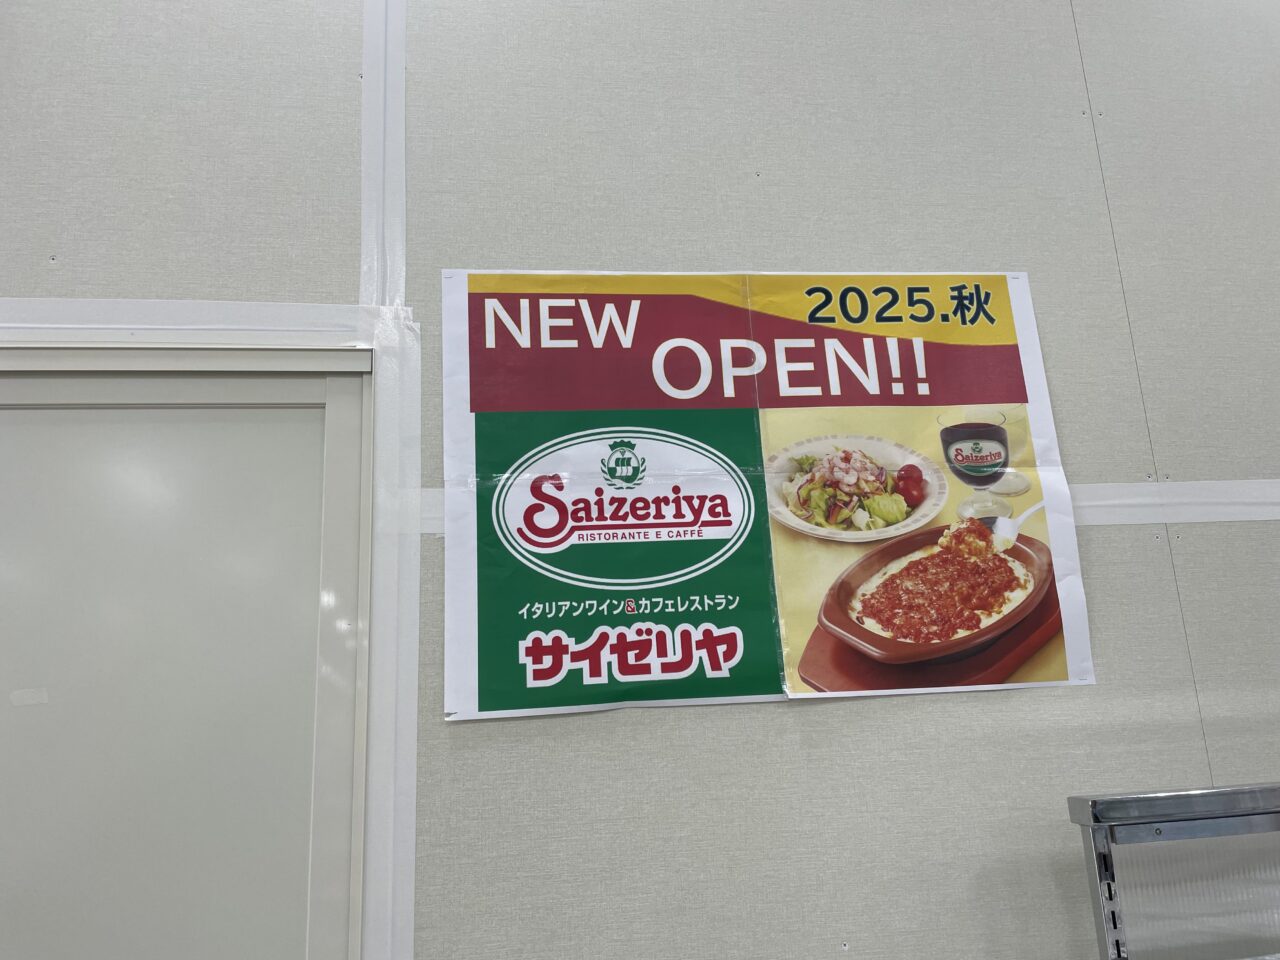 2025.秋
NEW
OPEN!!
Saizeriya
RISTORANTE E CAFFÉ
イタリアンワイン&カフェレストラン
サイゼリヤ
Saizeriya